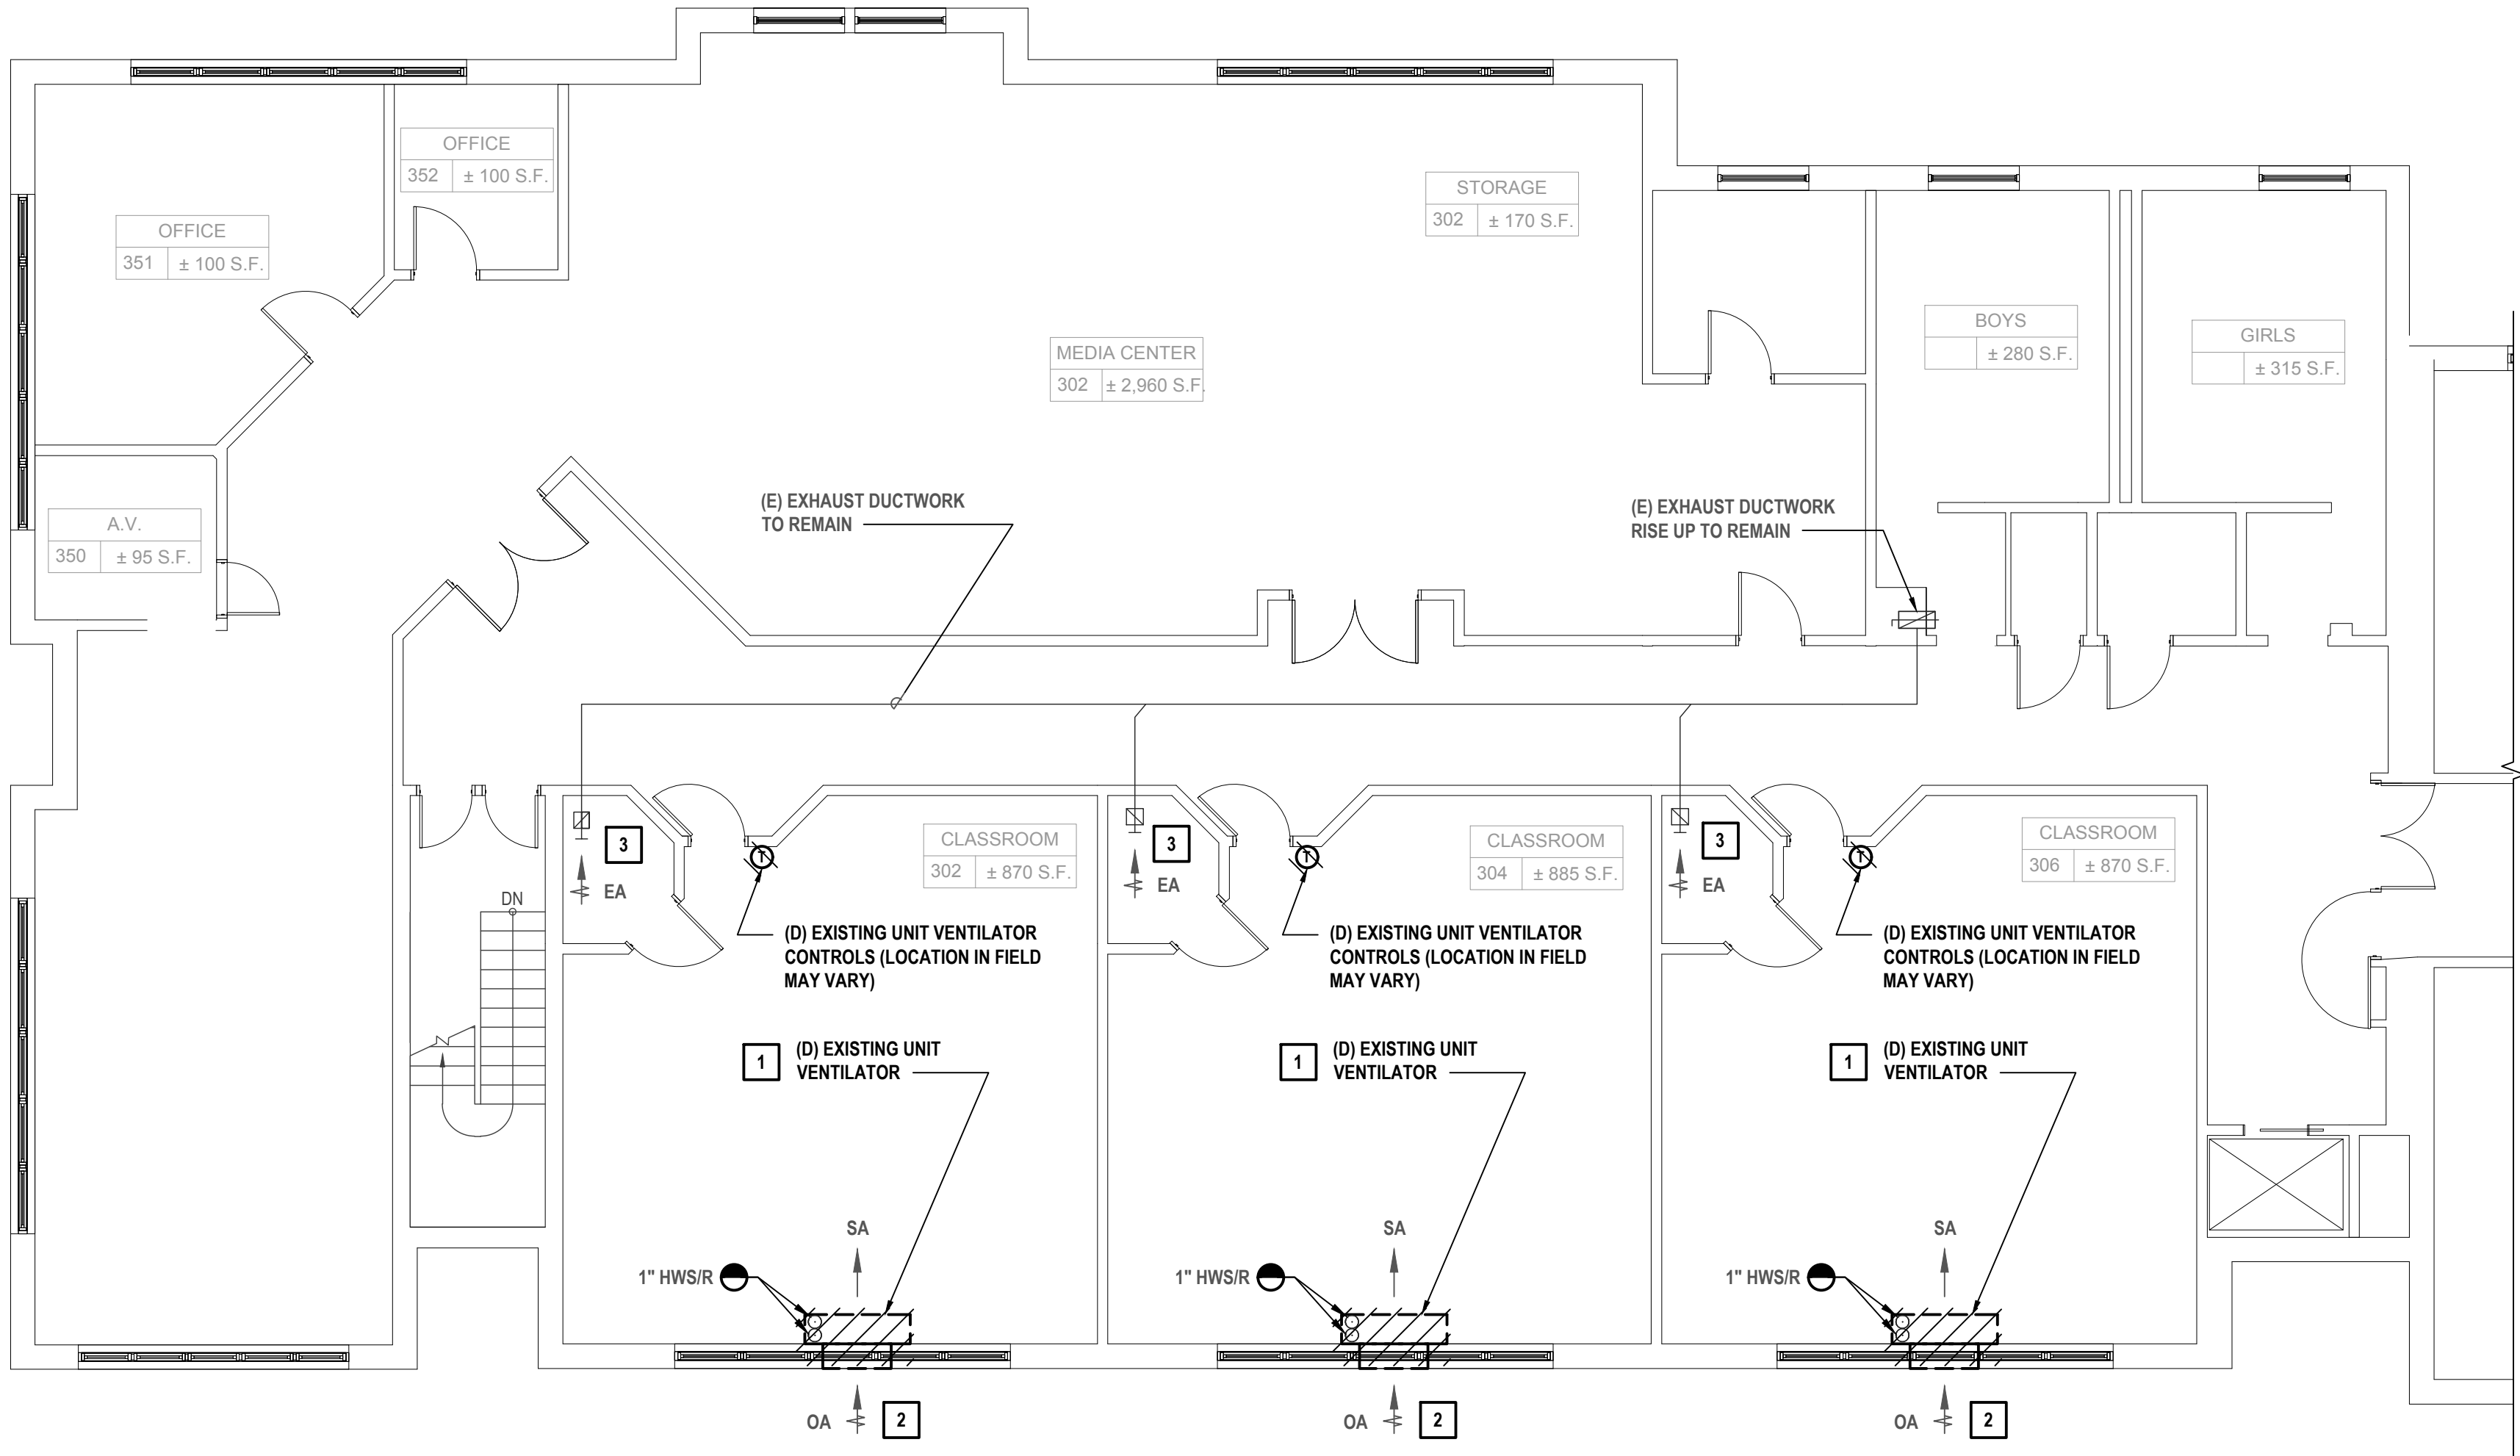 OFFICE
352 ± 100 S.F.
OFFICE
351 ± 100 S.F.
STORAGE
302 ± 170 S.F.
MEDIA CENTER
302 ± 2,960 S.F.
BOYS
± 280 S.F.
GIRLS
± 315 S.F.
A.V.
350 ± 95 S.F.
(E) EXHAUST DUCTWORK
TO REMAIN
(E) EXHAUST DUCTWORK
RISE UP TO REMAIN
CLASSROOM
302 ± 870 S.F.
CLASSROOM
304 ± 885 S.F.
CLASSROOM
306 ± 870 S.F.
3
EA
T
3
EA
T
3
EA
T
DN
(D) EXISTING UNIT VENTILATOR
CONTROLS (LOCATION IN FIELD
MAY VARY)
(D) EXISTING UNIT VENTILATOR
CONTROLS (LOCATION IN FIELD
MAY VARY)
(D) EXISTING UNIT VENTILATOR
CONTROLS (LOCATION IN FIELD
MAY VARY)
1
(D) EXISTING UNIT
VENTILATOR
1
(D) EXISTING UNIT
VENTILATOR
1
(D) EXISTING UNIT
VENTILATOR
SA
SA
SA
1" HWS/R
1" HWS/R
1" HWS/R
OA
2
OA
2
OA
2